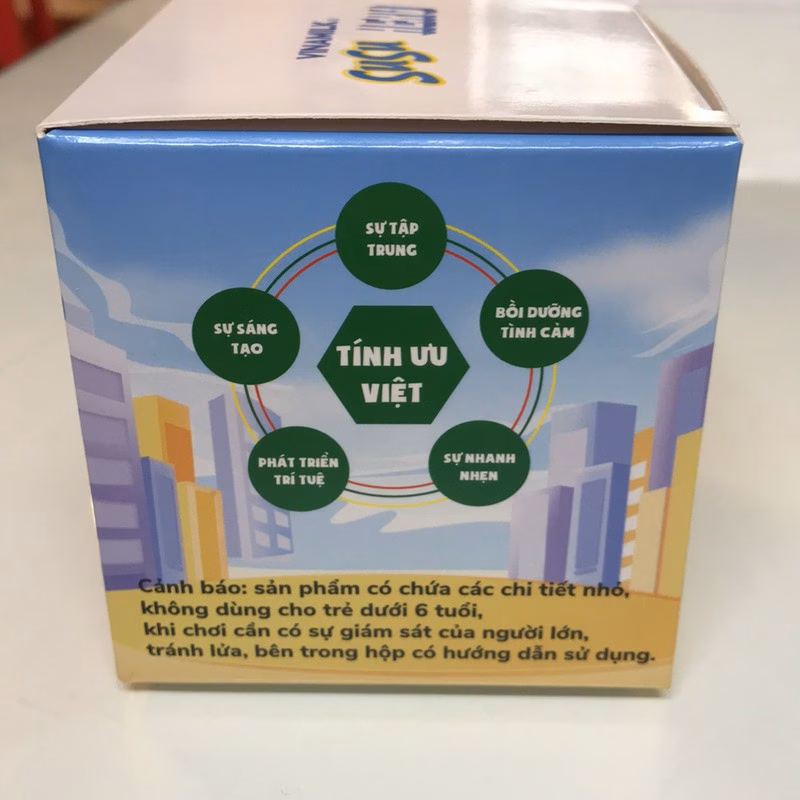 VINAMILK.
SuSu HERO
SỰ TẬP
TRUNG
BỒI DƯỠNG
TÌNH CẢM
SỰ SÁNG
TẠO
TÍNH ƯU
VIỆT
PHÁT TRIỂN
TRÍ TUỆ
SỰ NHANH
NHẸN
Cảnh báo: sản phẩm có chứa các chi tiết nhỏ,
không dùng cho trẻ dưới 6 tuổi,
khi chơi cần có sự giám sát của người lớn,
tránh lửa, bên trong hộp có hướng dẫn sử dụng.